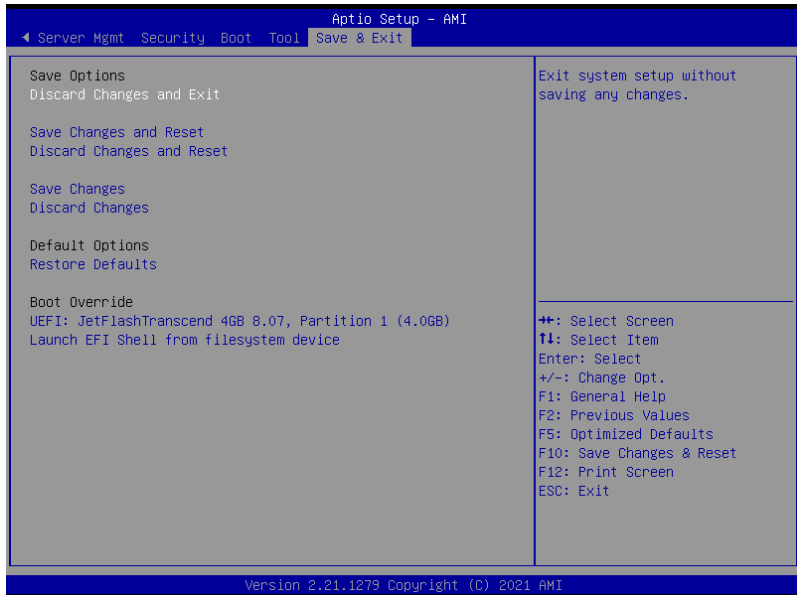 Aptio Setup – AMI
◄ Server Mgmt Security Boot Tool Save & Exit
Save Options
Discard Changes and Exit
Save Changes and Reset
Discard Changes and Reset
Save Changes
Discard Changes
Default Options
Restore Defaults
Boot Override
UEFI: JetFlashTranscend 4GB 8.07, Partition 1 (4.0GB)
Launch EFI Shell from filesystem device
Exit system setup without
saving any changes.
→←: Select Screen
↑↓: Select Item
Enter: Select
+/-: Change Opt.
F1: General Help
F2: Previous Values
F5: Optimized Defaults
F10: Save Changes & Reset
F12: Print Screen
ESC: Exit
Version 2.21.1279 Copyright (C) 2021 AMI